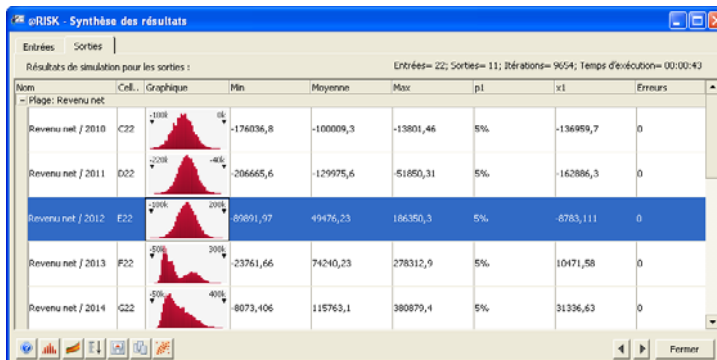 @RISK - Synthèse des résultats
Entrées Sorties
Résultats de simulation pour les sorties : Entrées= 22; Sorties= 11; Itérations= 9654; Temps d'exécution= 00:00:43
Nom Cell.. Graphique Min Moyenne Max p1 x1 Erreurs
Plage: Revenu net
-180k 0k
Revenu net / 2010 C22 -176036,8 -100009,3 -13801,46 5% -136959,7 0
-220k -40k
Revenu net / 2011 D22 -206665,6 -129975,6 -51850,31 5% -162886,3 0
-100k 200k
Revenu net / 2012 E22 -89891,97 49476,23 186350,3 5% -8783,111 0
-50k 300k
Revenu net / 2013 F22 -23761,66 74240,23 278312,9 5% 10471,58 0
-50k 400k
Revenu net / 2014 G22 -8073,406 115763,1 380879,4 5% 31336,63 0
Fermer